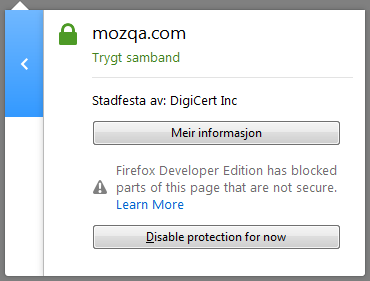 mozqa.com
Trygt samband
Stadfesta av: DigiCert Inc
Meir informasjon
Firefox Developer Edition has blocked
parts of this page that are not secure.
Learn More
Disable protection for now